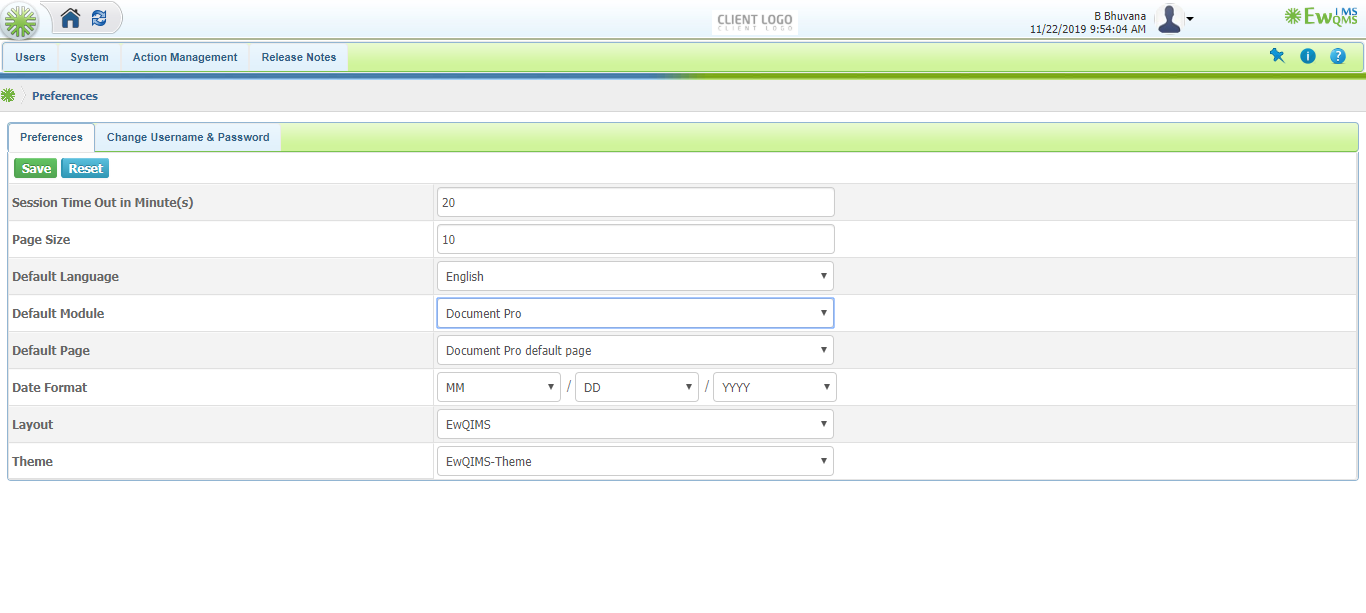 CLIENT LOGO
CLIENT LOGO
B Bhuvana
11/22/2019 9:54:04 AM
EwQMS
iMS
Users System Action Management Release Notes
i ?
Preferences
Preferences Change Username & Password
Save Reset
Session Time Out in Minute(s) 20
Page Size 10
Default Language English
Default Module Document Pro
Default Page Document Pro default page
Date Format MM / DD / YYYY
Layout EwQIMS
Theme EwQIMS-Theme